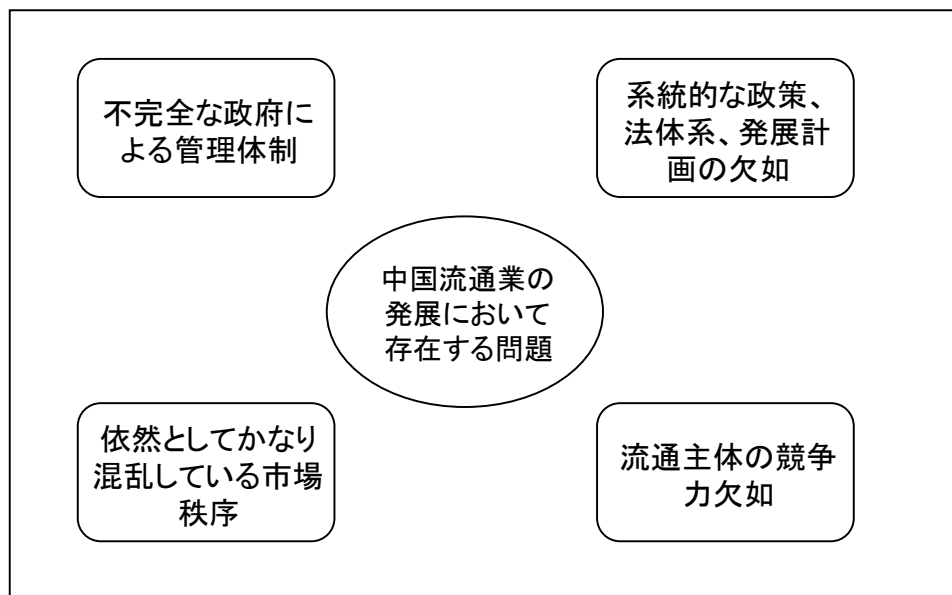 不完全な政府に
よる管理体制
系統的な政策、
法体系、発展計
画の欠如
中国流通業の
発展において
存在する問題
依然としてかなり
混乱している市場
秩序
流通主体の競争
力欠如